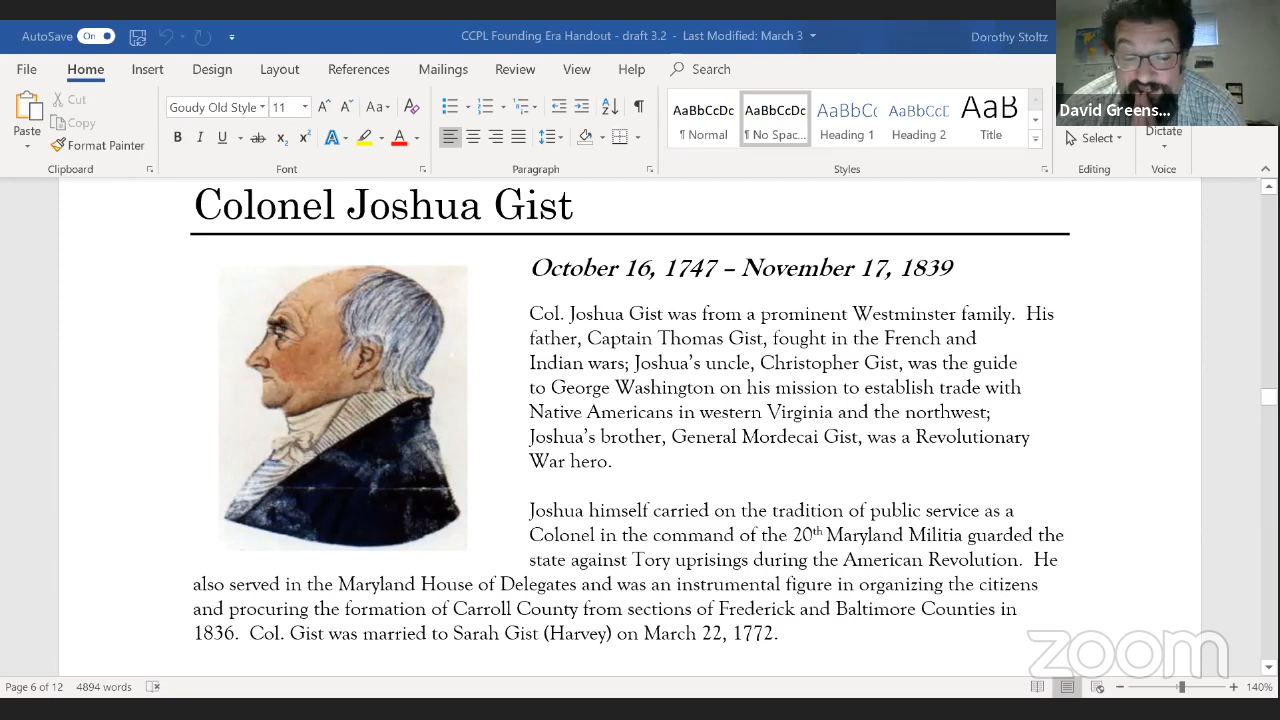 AutoSave On
CCPL Founding Era Handout - draft 3.2 - Last Modified: March 3
Dorothy Stoltz
File Home Insert Design Layout References Mailings Review View Help Search
Paste
Cut
Copy
Format Painter
Clipboard
Goudy Old Style 11
Font
Paragraph
AaBbCcDc AaBbCcDc AaBbCc AaBbCcD AaB
¶ Normal ¶ No Spac... Heading 1 Heading 2 Title
Styles
Select
Editing
Dictate
Voice
David Greens...
Colonel Joshua Gist
October 16, 1747 – November 17, 1839
Col. Joshua Gist was from a prominent Westminster family. His
father, Captain Thomas Gist, fought in the French and
Indian wars; Joshua's uncle, Christopher Gist, was the guide
to George Washington on his mission to establish trade with
Native Americans in western Virginia and the northwest;
Joshua's brother, General Mordecai Gist, was a Revolutionary
War hero.
Joshua himself carried on the tradition of public service as a
Colonel in the command of the 20th Maryland Militia guarded the
state against Tory uprisings during the American Revolution. He
also served in the Maryland House of Delegates and was an instrumental figure in organizing the citizens
and procuring the formation of Carroll County from sections of Frederick and Baltimore Counties in
1836. Col. Gist was married to Sarah Gist (Harvey) on March 22, 1772.
zoom
Page 6 of 12 4894 words
140%